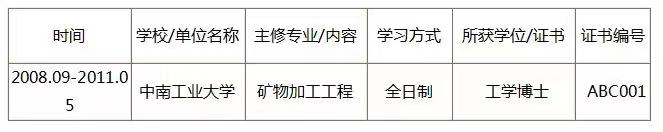 时间 学校/单位名称 主修专业/内容 学习方式 所获学位/证书 证书编号
2008.09-2011.0
5 中南工业大学 矿物加工工程 全日制 工学博士 ABC001